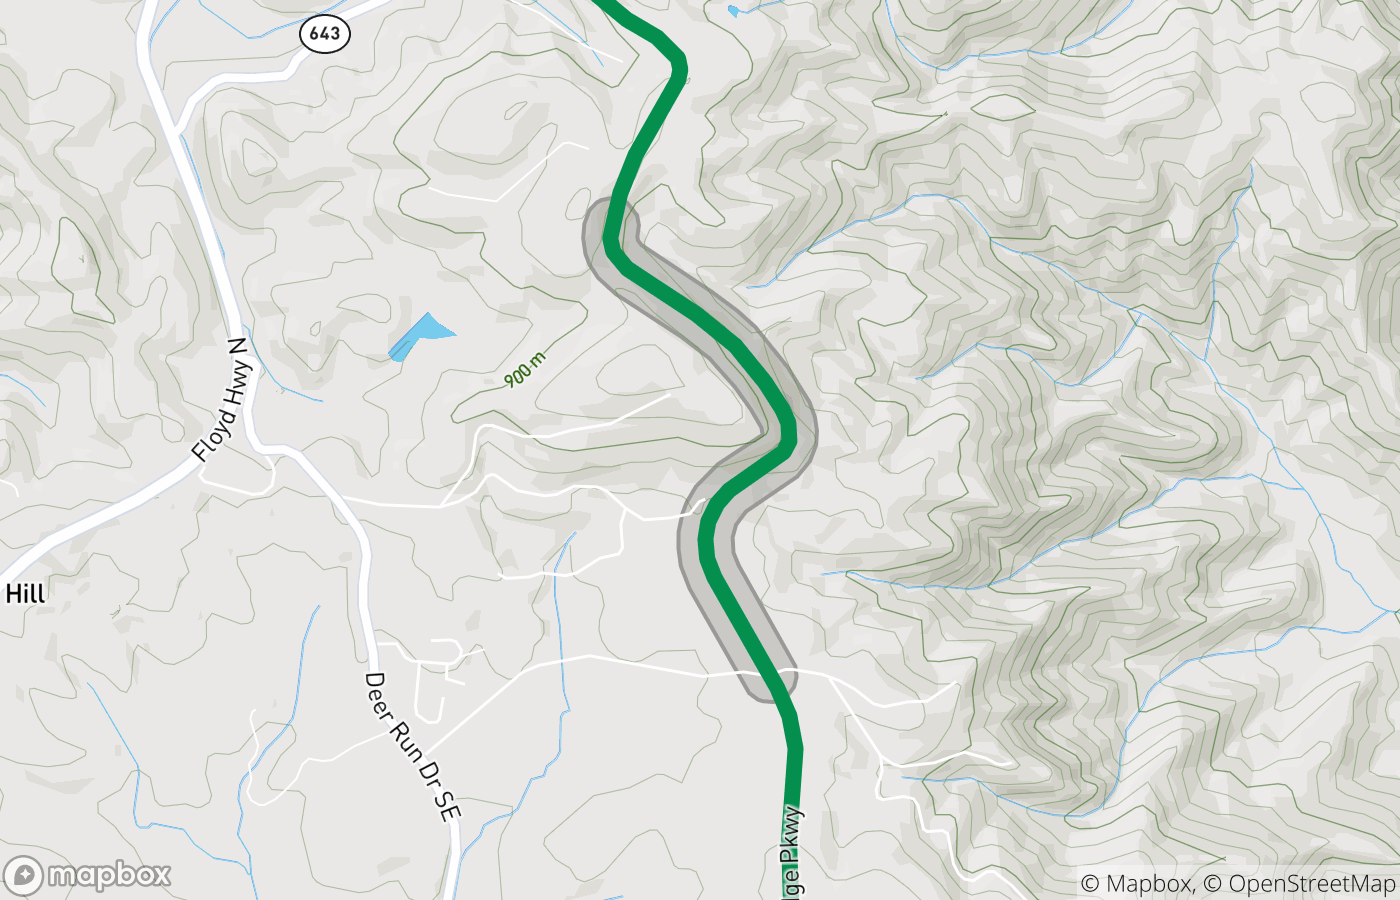 643
Floyd Hwy N
900 m
Hill
Deer Run Dr SE
dge Pkwy
mapbox
© Mapbox, © OpenStreetMap